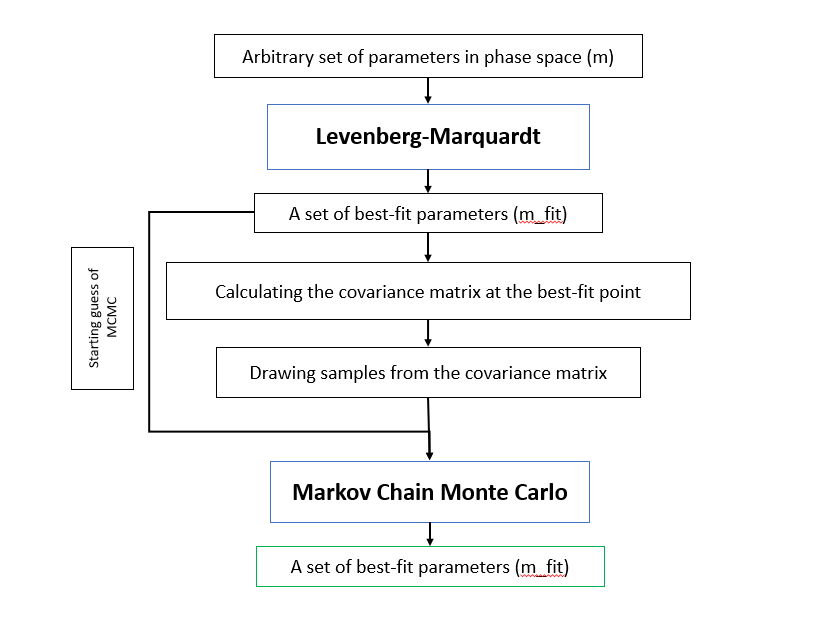 Arbitrary set of parameters in phase space (m)
Levenberg-Marquardt
A set of best-fit parameters (m_fit)
Starting guess of
MCMC
Calculating the covariance matrix at the best-fit point
Drawing samples from the covariance matrix
Markov Chain Monte Carlo
A set of best-fit parameters (m_fit)